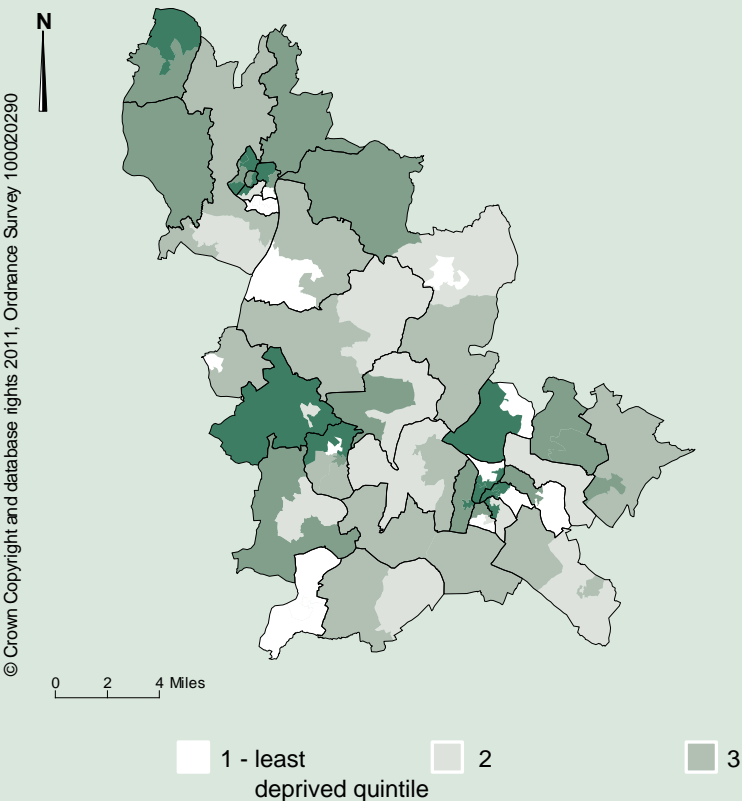 N
© Crown Copyright and database rights 2011, Ordnance Survey 100020290
0 2 4 Miles
1 - least
deprived quintile
2
3